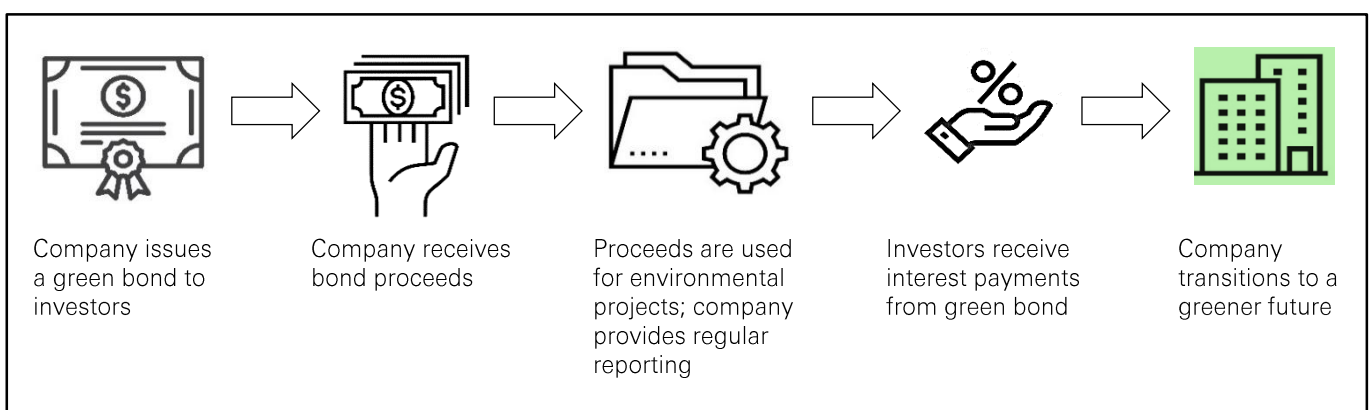 Company issues
a green bond to
investors
Company receives
bond proceeds
Proceeds are used
for environmental
projects; company
provides regular
reporting
Investors receive
interest payments
from green bond
Company
transitions to a
greener future